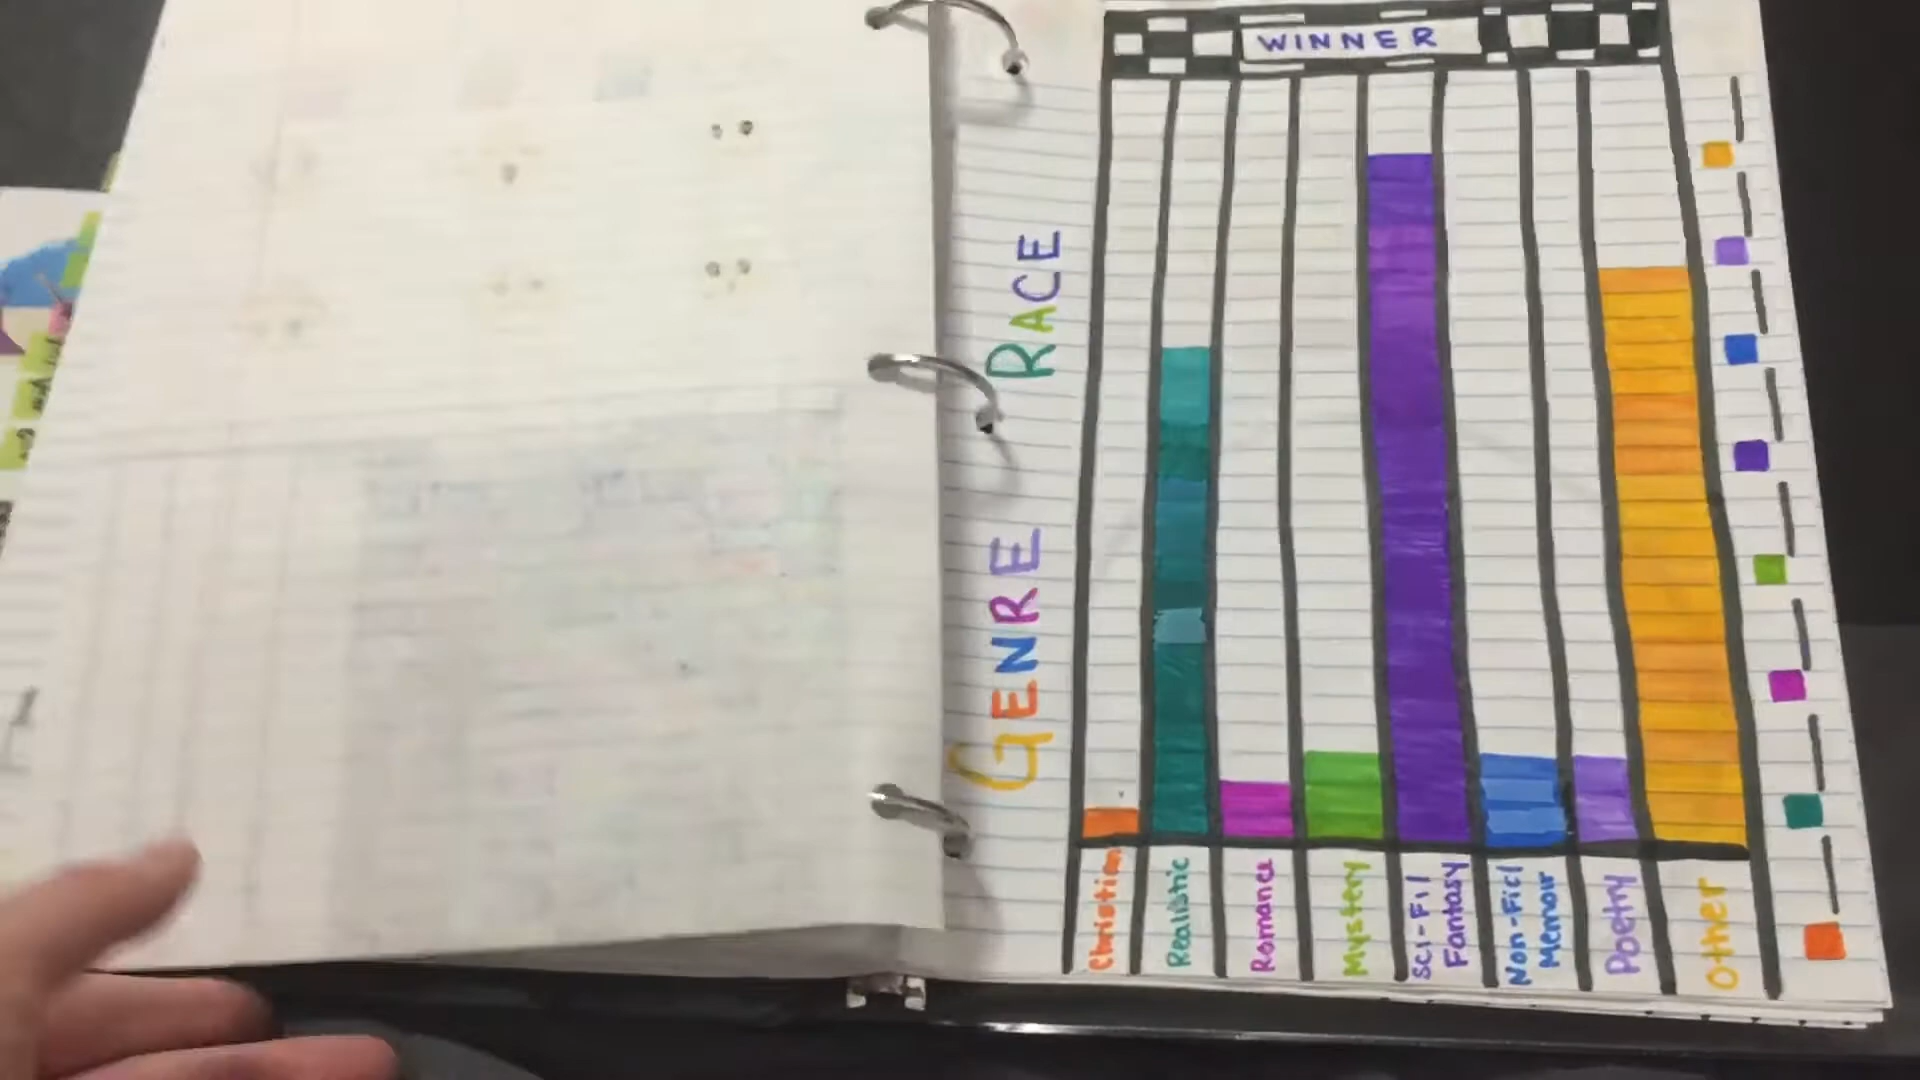 WINNER
GENRE RACE
Christian
Realistic
Romance
Mystery
Sci-Fi/
Fantasy
Non-Fic/
Memoir
Poetry
Other